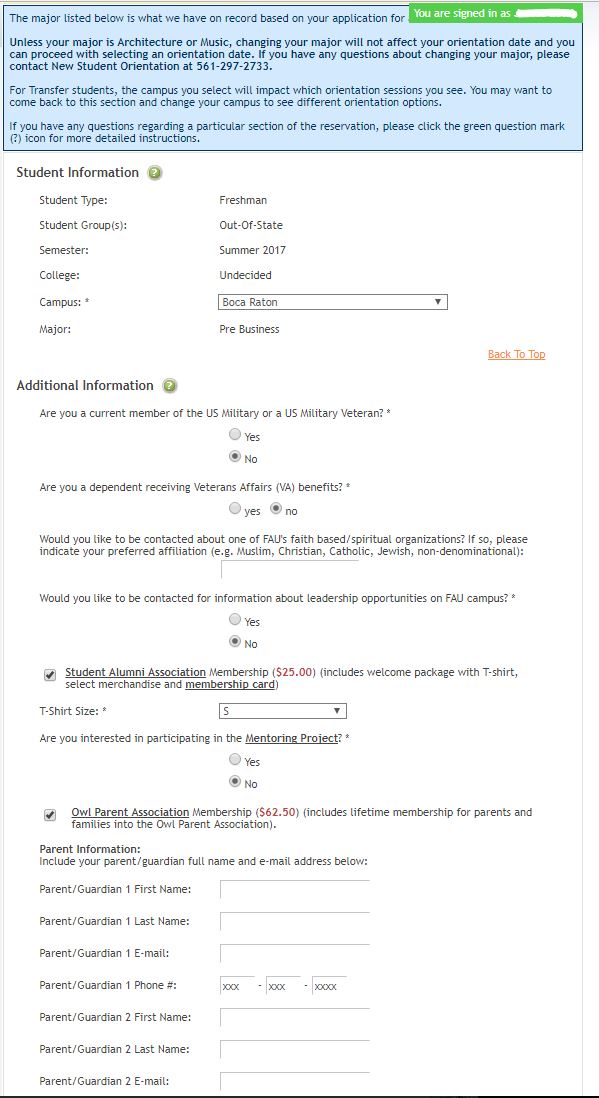 The major listed below is what we have on record based on your application for
You are signed in as
Unless your major is Architecture or Music, changing your major will not affect your orientation date and you
can proceed with selecting an orientation date. If you have any questions about changing your major, please
contact New Student Orientation at 561-297-2733.
For Transfer students, the campus you select will impact which orientation sessions you see. You may want to
come back to this section and change your campus to see different orientation options.
If you have any questions regarding a particular section of the reservation, please click the green question mark
(?) icon for more detailed instructions.
Student Information ?
Student Type: Freshman
Student Group(s): Out-Of-State
Semester: Summer 2017
College: Undecided
Campus: * Boca Raton
Major: Pre Business
Back To Top
Additional Information ?
Are you a current member of the US Military or a US Military Veteran? *
Yes
No
Are you a dependent receiving Veterans Affairs (VA) benefits? *
yes no
Would you like to be contacted about one of FAU's faith based/spiritual organizations? If so, please
indicate your preferred affiliation (e.g. Muslim, Christian, Catholic, Jewish, non-denominational):
Would you like to be contacted for information about leadership opportunities on FAU campus? *
Yes
No
Student Alumni Association Membership ($25.00) (includes welcome package with T-shirt,
select merchandise and membership card)
T-Shirt Size: * S
Are you interested in participating in the Mentoring Project? *
Yes
No
Owl Parent Association Membership ($62.50) (includes lifetime membership for parents and
families into the Owl Parent Association).
Parent Information:
Include your parent/guardian full name and e-mail address below:
Parent/Guardian 1 First Name:
Parent/Guardian 1 Last Name:
Parent/Guardian 1 E-mail:
Parent/Guardian 1 Phone #: xxx - xxx - xxxx
Parent/Guardian 2 First Name:
Parent/Guardian 2 Last Name:
Parent/Guardian 2 E-mail: